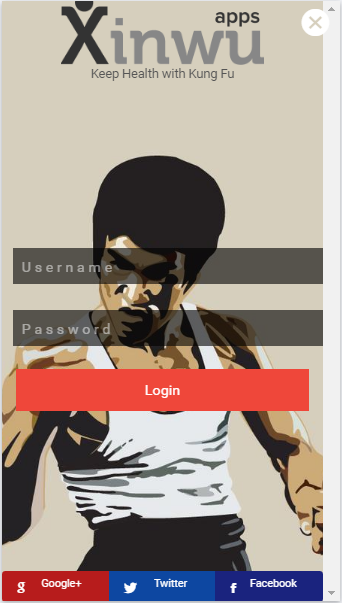 apps
Xinwu
Keep Health with Kung Fu
Username
Password
Login
g Google+
Twitter
f Facebook